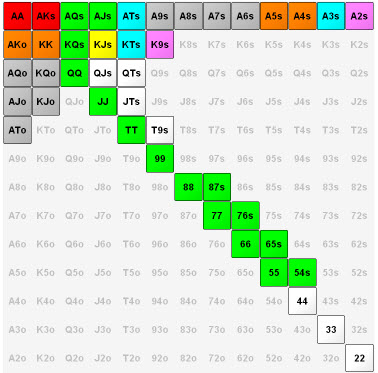 AA AKs AQs AJs ATs A9s A8s A7s A6s A5s A4s A3s A2s
AKo KK KQs KJs KTs K9s K8s K7s K6s K5s K4s K3s K2s
AQo KQo QQ QJs QTs Q9s Q8s Q7s Q6s Q5s Q4s Q3s Q2s
AJo KJo QJo JJ JTs J9s J8s J7s J6s J5s J4s J3s J2s
ATo KTo QTo JTo TT T9s T8s T7s T6s T5s T4s T3s T2s
A9o K9o Q9o J9o T9o 99 98s 97s 96s 95s 94s 93s 92s
A8o K8o Q8o J8o T8o 98o 88 87s 86s 85s 84s 83s 82s
A7o K7o Q7o J7o T7o 97o 87o 77 76s 75s 74s 73s 72s
A6o K6o Q6o J6o T6o 96o 86o 76o 66 65s 64s 63s 62s
A5o K5o Q5o J5o T5o 95o 85o 75o 65o 55 54s 53s 52s
A4o K4o Q4o J4o T4o 94o 84o 74o 64o 54o 44 43s 42s
A3o K3o Q3o J3o T3o 93o 83o 73o 63o 53o 43o 33 32s
A2o K2o Q2o J2o T2o 92o 82o 72o 62o 52o 42o 32o 22